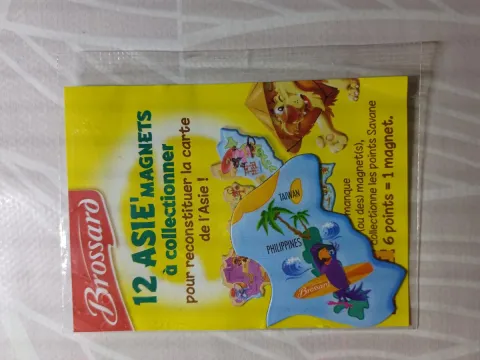 Brossard
12 ASIE'MAGNETS
à collectionner
pour reconstituer la carte
de l'Asie !
TAIWAN
PHILIPPINES
Brossard
manque
ou des) magnet(s),
collectionne les points Savane
6 points = 1 magnet.